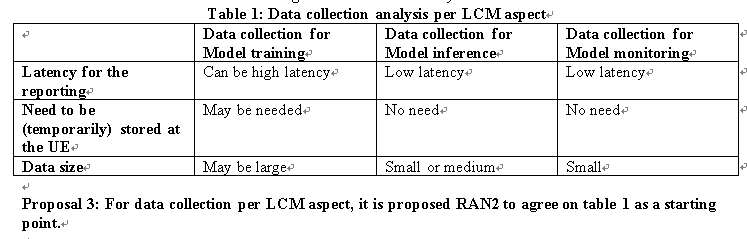 Table 1: Data collection analysis per LCM aspect
Data collection for Model training
Data collection for Model inference
Data collection for Model monitoring
Latency for the reporting
Can be high latency
Low latency
Low latency
Need to be (temporarily) stored at the UE
May be needed
No need
No need
Data size
May be large
Small or medium
Small
Proposal 3: For data collection per LCM aspect, it is proposed RAN2 to agree on table 1 as a starting
point.